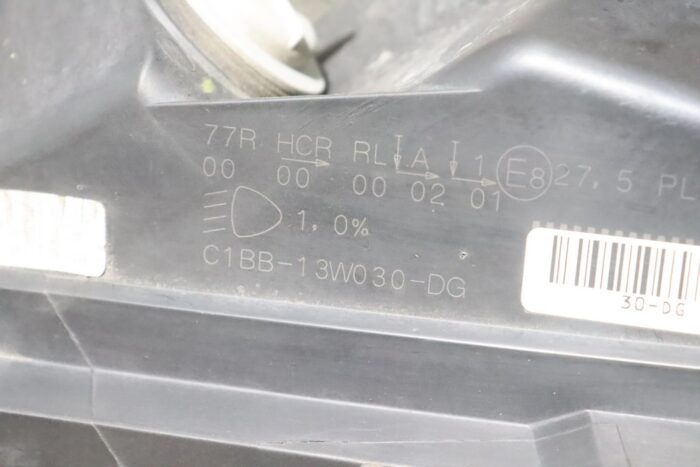 77R HCR RL A 1 E8 27.5 PL
00 00 00 02 01
1,0%
C1BB-13W030-DG
30-DG